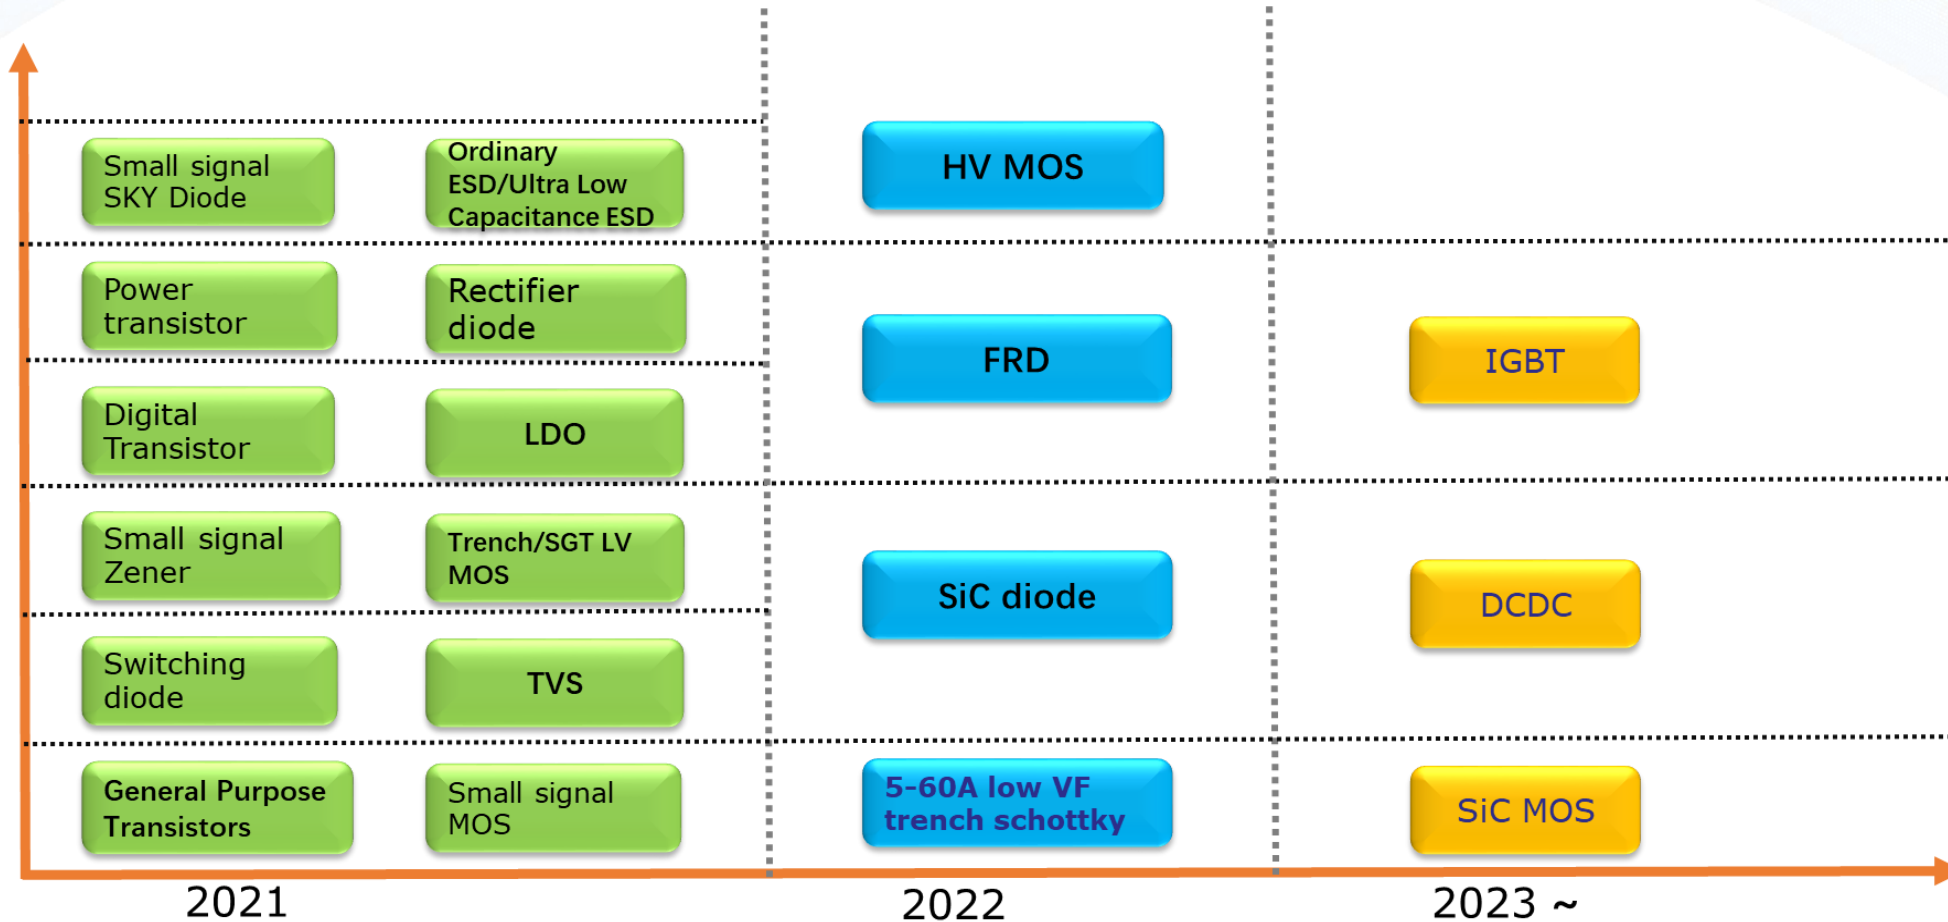 Small signal
SKY Diode
Ordinary
ESD/Ultra Low
Capacitance ESD
HV MOS
Power
transistor
Rectifier
diode
FRD
IGBT
Digital
Transistor
LDO
Small signal
Zener
Trench/SGT LV
MOS
SiC diode
DCDC
Switching
diode
TVS
General Purpose
Transistors
Small signal
MOS
5-60A low VF
trench schottky
SiC MOS
2021
2022
2023 ~